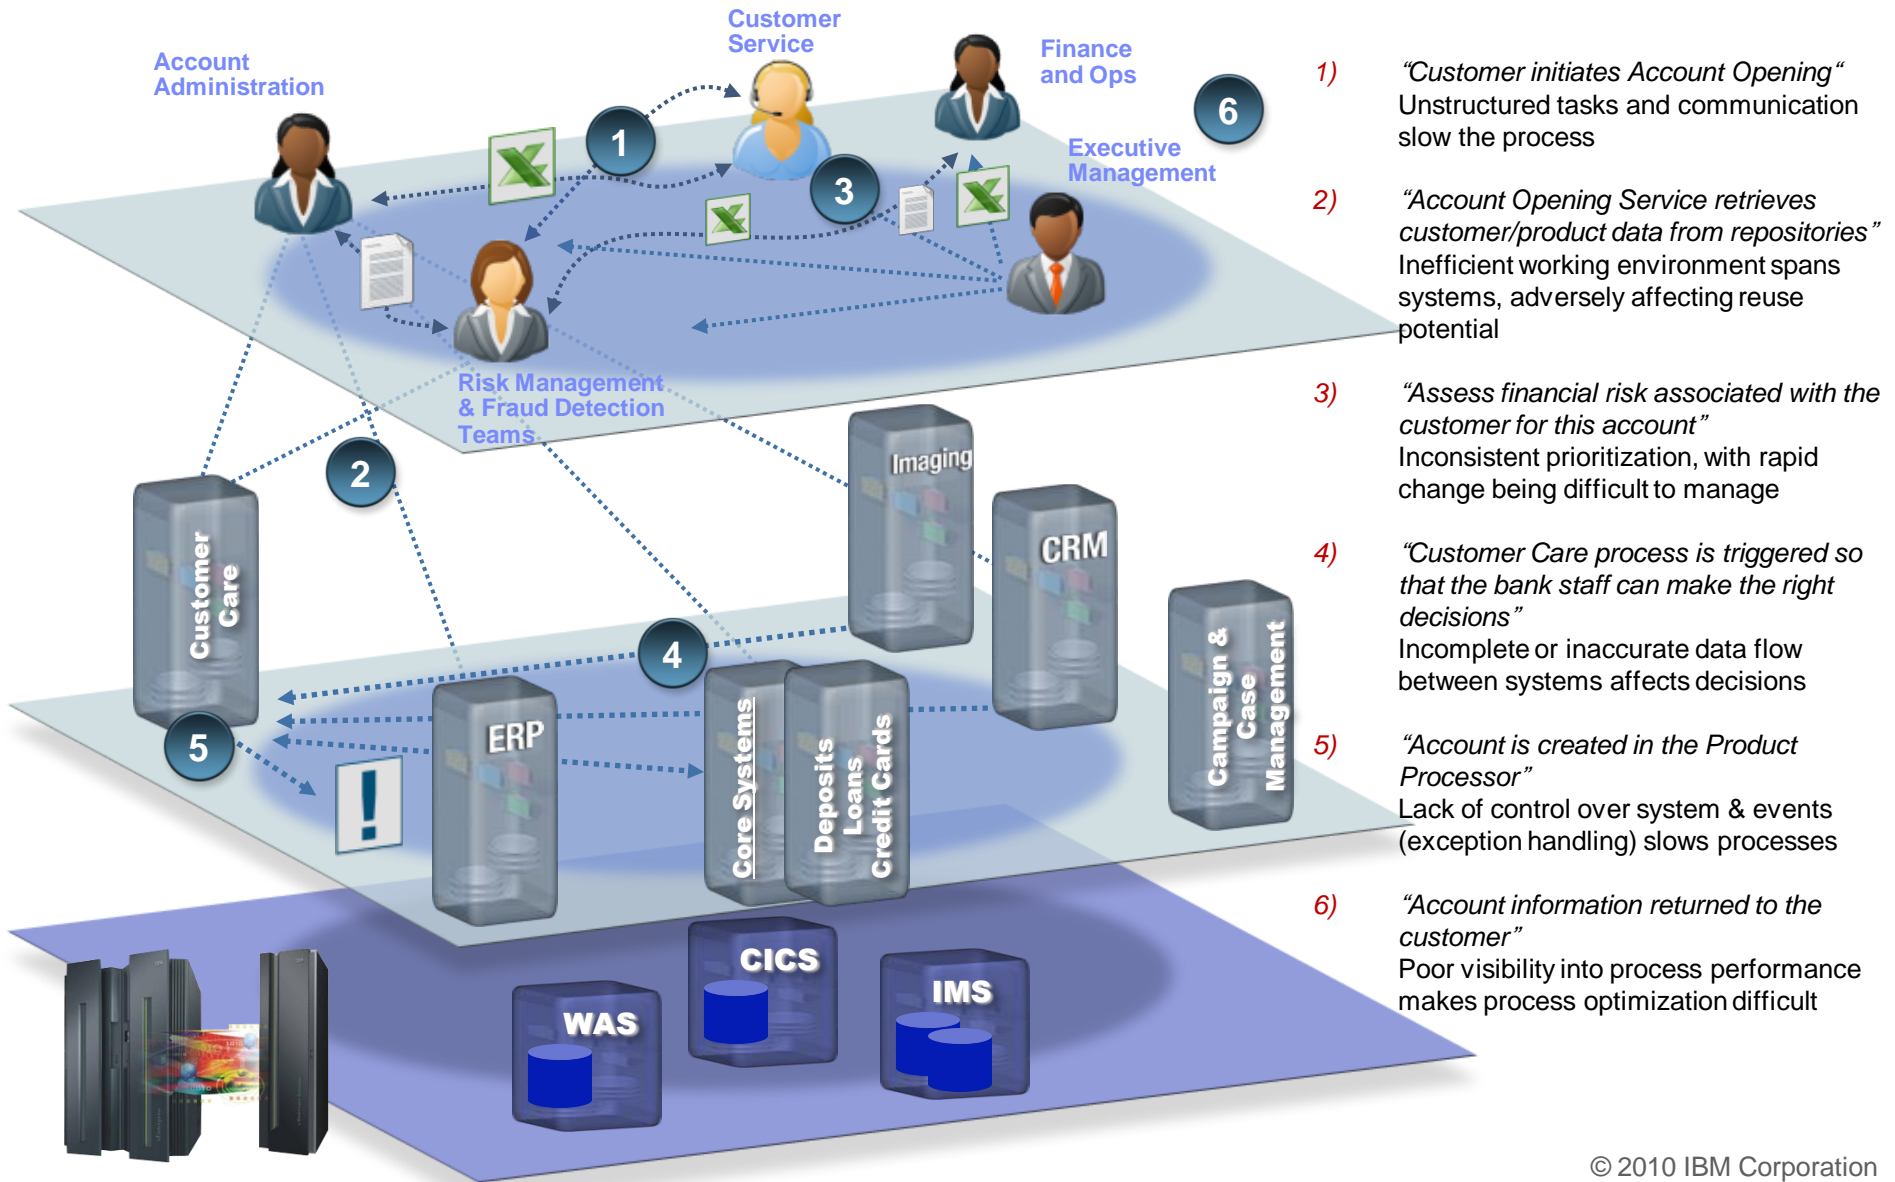 Customer
Service
Account
Administration
Finance
and Ops
Executive
Management
Risk Management
& Fraud Detection
Teams
1
2
3
4
5
6
Imaging
CRM
Customer
Care
ERP
Core Systems
Deposits
Loans
Credit Cards
Campaign &
Case
Management
!
WAS
CICS
IMS
1) “Customer initiates Account Opening“
Unstructured tasks and communication
slow the process
2) “Account Opening Service retrieves
customer/product data from repositories”
Inefficient working environment spans
systems, adversely affecting reuse
potential
3) “Assess financial risk associated with the
customer for this account”
Inconsistent prioritization, with rapid
change being difficult to manage
4) “Customer Care process is triggered so
that the bank staff can make the right
decisions”
Incomplete or inaccurate data flow
between systems affects decisions
5) “Account is created in the Product
Processor”
Lack of control over system & events
(exception handling) slows processes
6) “Account information returned to the
customer”
Poor visibility into process performance
makes process optimization difficult
© 2010 IBM Corporation